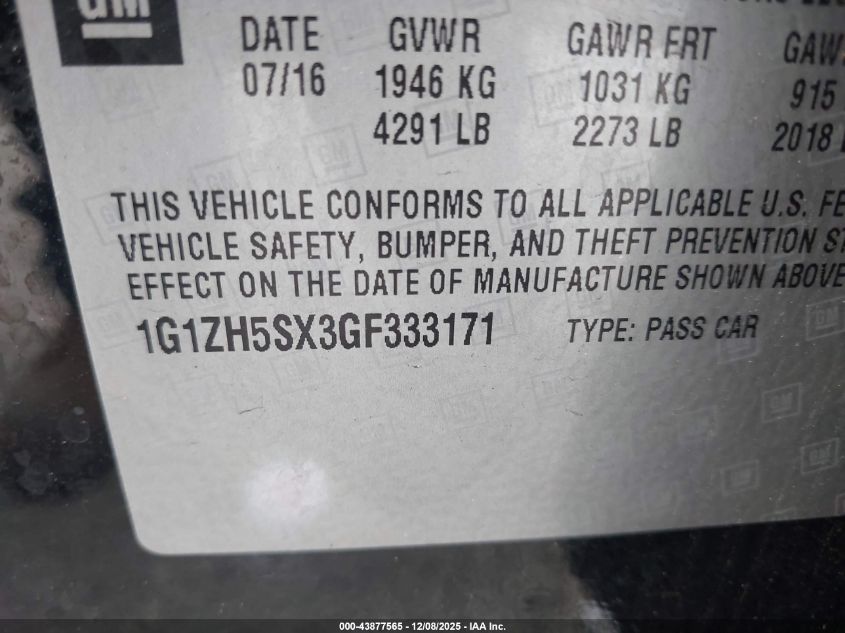 GM
DATE GVWR GAWR FRT GAW
07/16 1946 KG 1031 KG 915
4291 LB 2273 LB 2018
THIS VEHICLE CONFORMS TO ALL APPLICABLE U.S. FE
VEHICLE SAFETY, BUMPER, AND THEFT PREVENTION ST
EFFECT ON THE DATE OF MANUFACTURE SHOWN ABOVE
1G1ZH5SX3GF333171 TYPE: PASS CAR
000-43877565 - 12/08/2025 - IAA Inc.